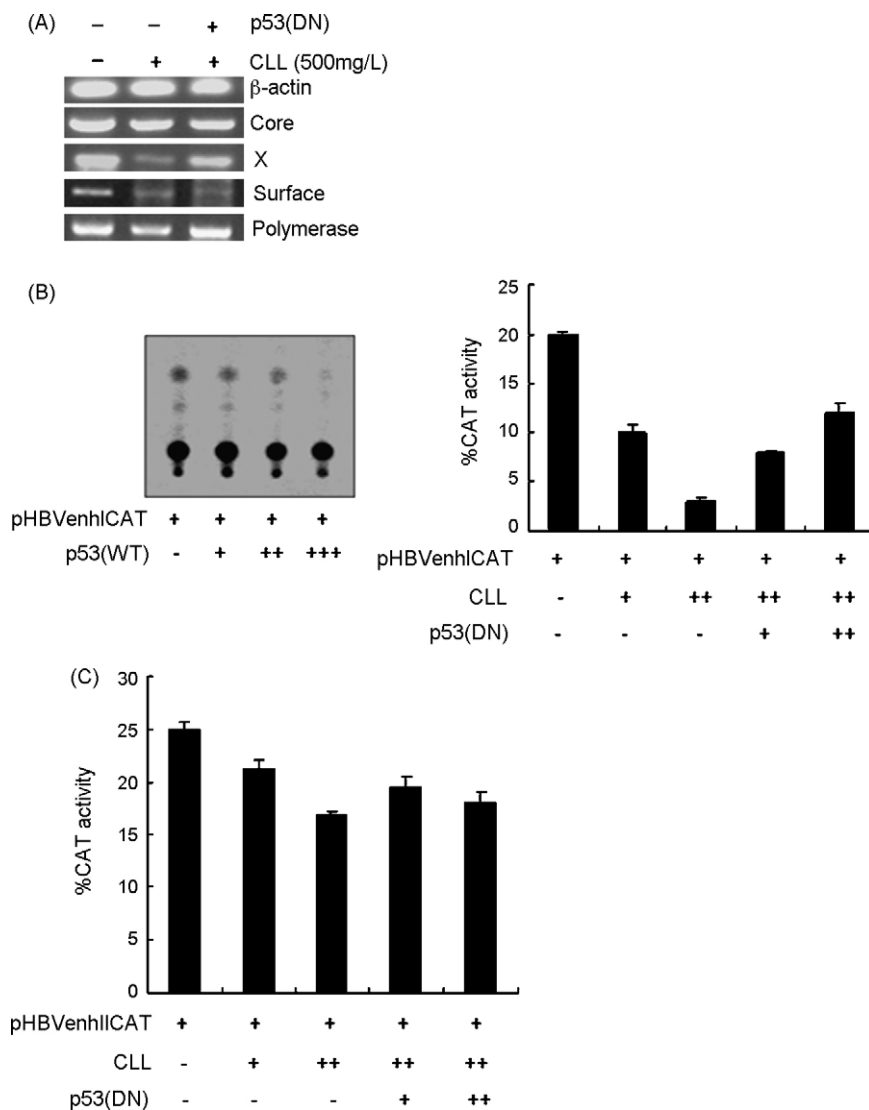 (A) – – + p53(DN)
– + + CLL (500mg/L)
β-actin
Core
X
Surface
Polymerase
(B)
pHBVenhICAT + + + +
p53(WT) - + ++ +++
25
20
15
10
5
0
%CAT activity
pHBVenhICAT + + + + +
CLL - + ++ ++ ++
p53(DN) - - - + ++
(C)
30
25
20
15
10
5
0
%CAT activity
pHBVenhIICAT + + + + +
CLL - + ++ ++ ++
p53(DN) - - - + ++